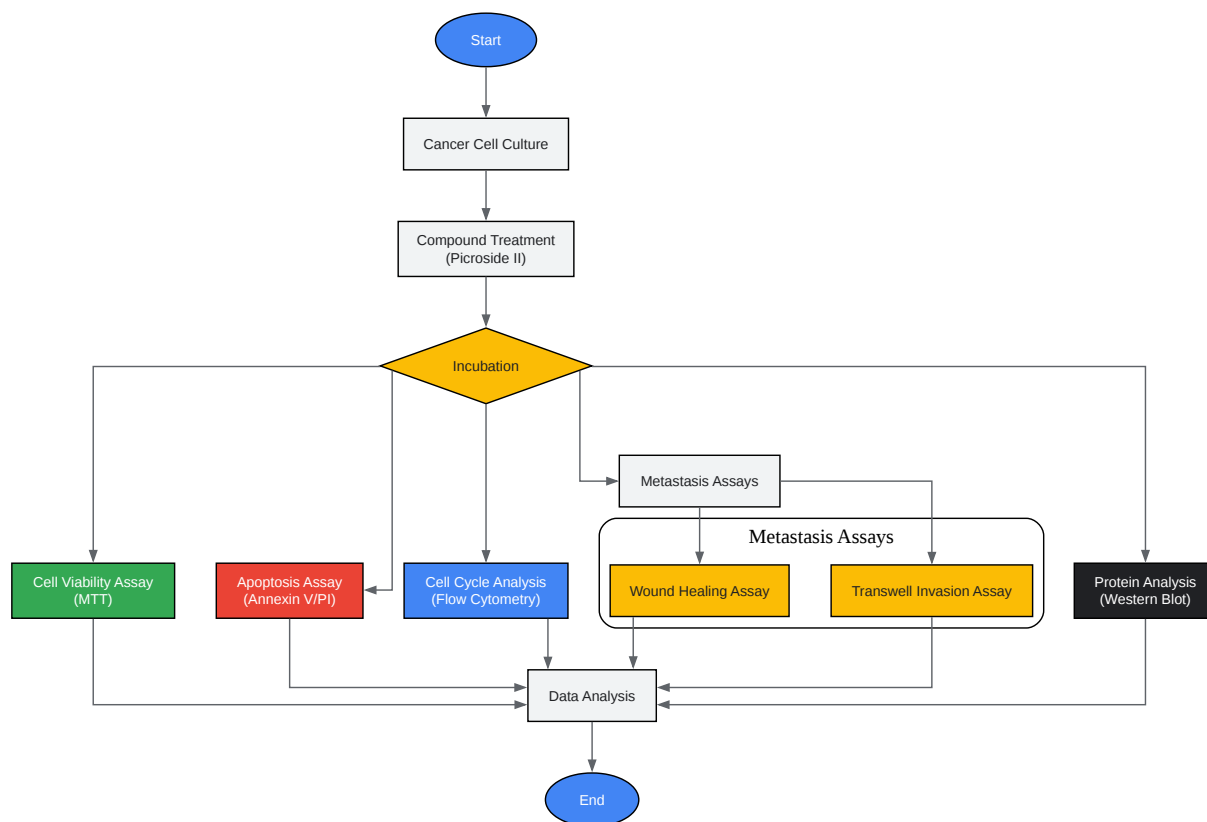 Start
Cancer Cell Culture
Compound Treatment
(Picroside II)
Incubation
Metastasis Assays
Metastasis Assays
Cell Viability Assay
(MTT)
Apoptosis Assay
(Annexin V/PI)
Cell Cycle Analysis
(Flow Cytometry)
Wound Healing Assay
Transwell Invasion Assay
Protein Analysis
(Western Blot)
Data Analysis
End